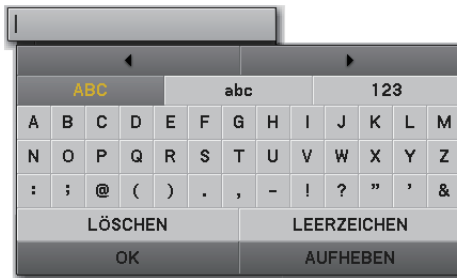 ABC abc 123
A B C D E F G H I J K L M
N O P Q R S T U V W X Y Z
: ; @ ( ) . , - ! ? ” ’ &
LÖSCHEN LEERZEICHEN
OK AUFHEBEN